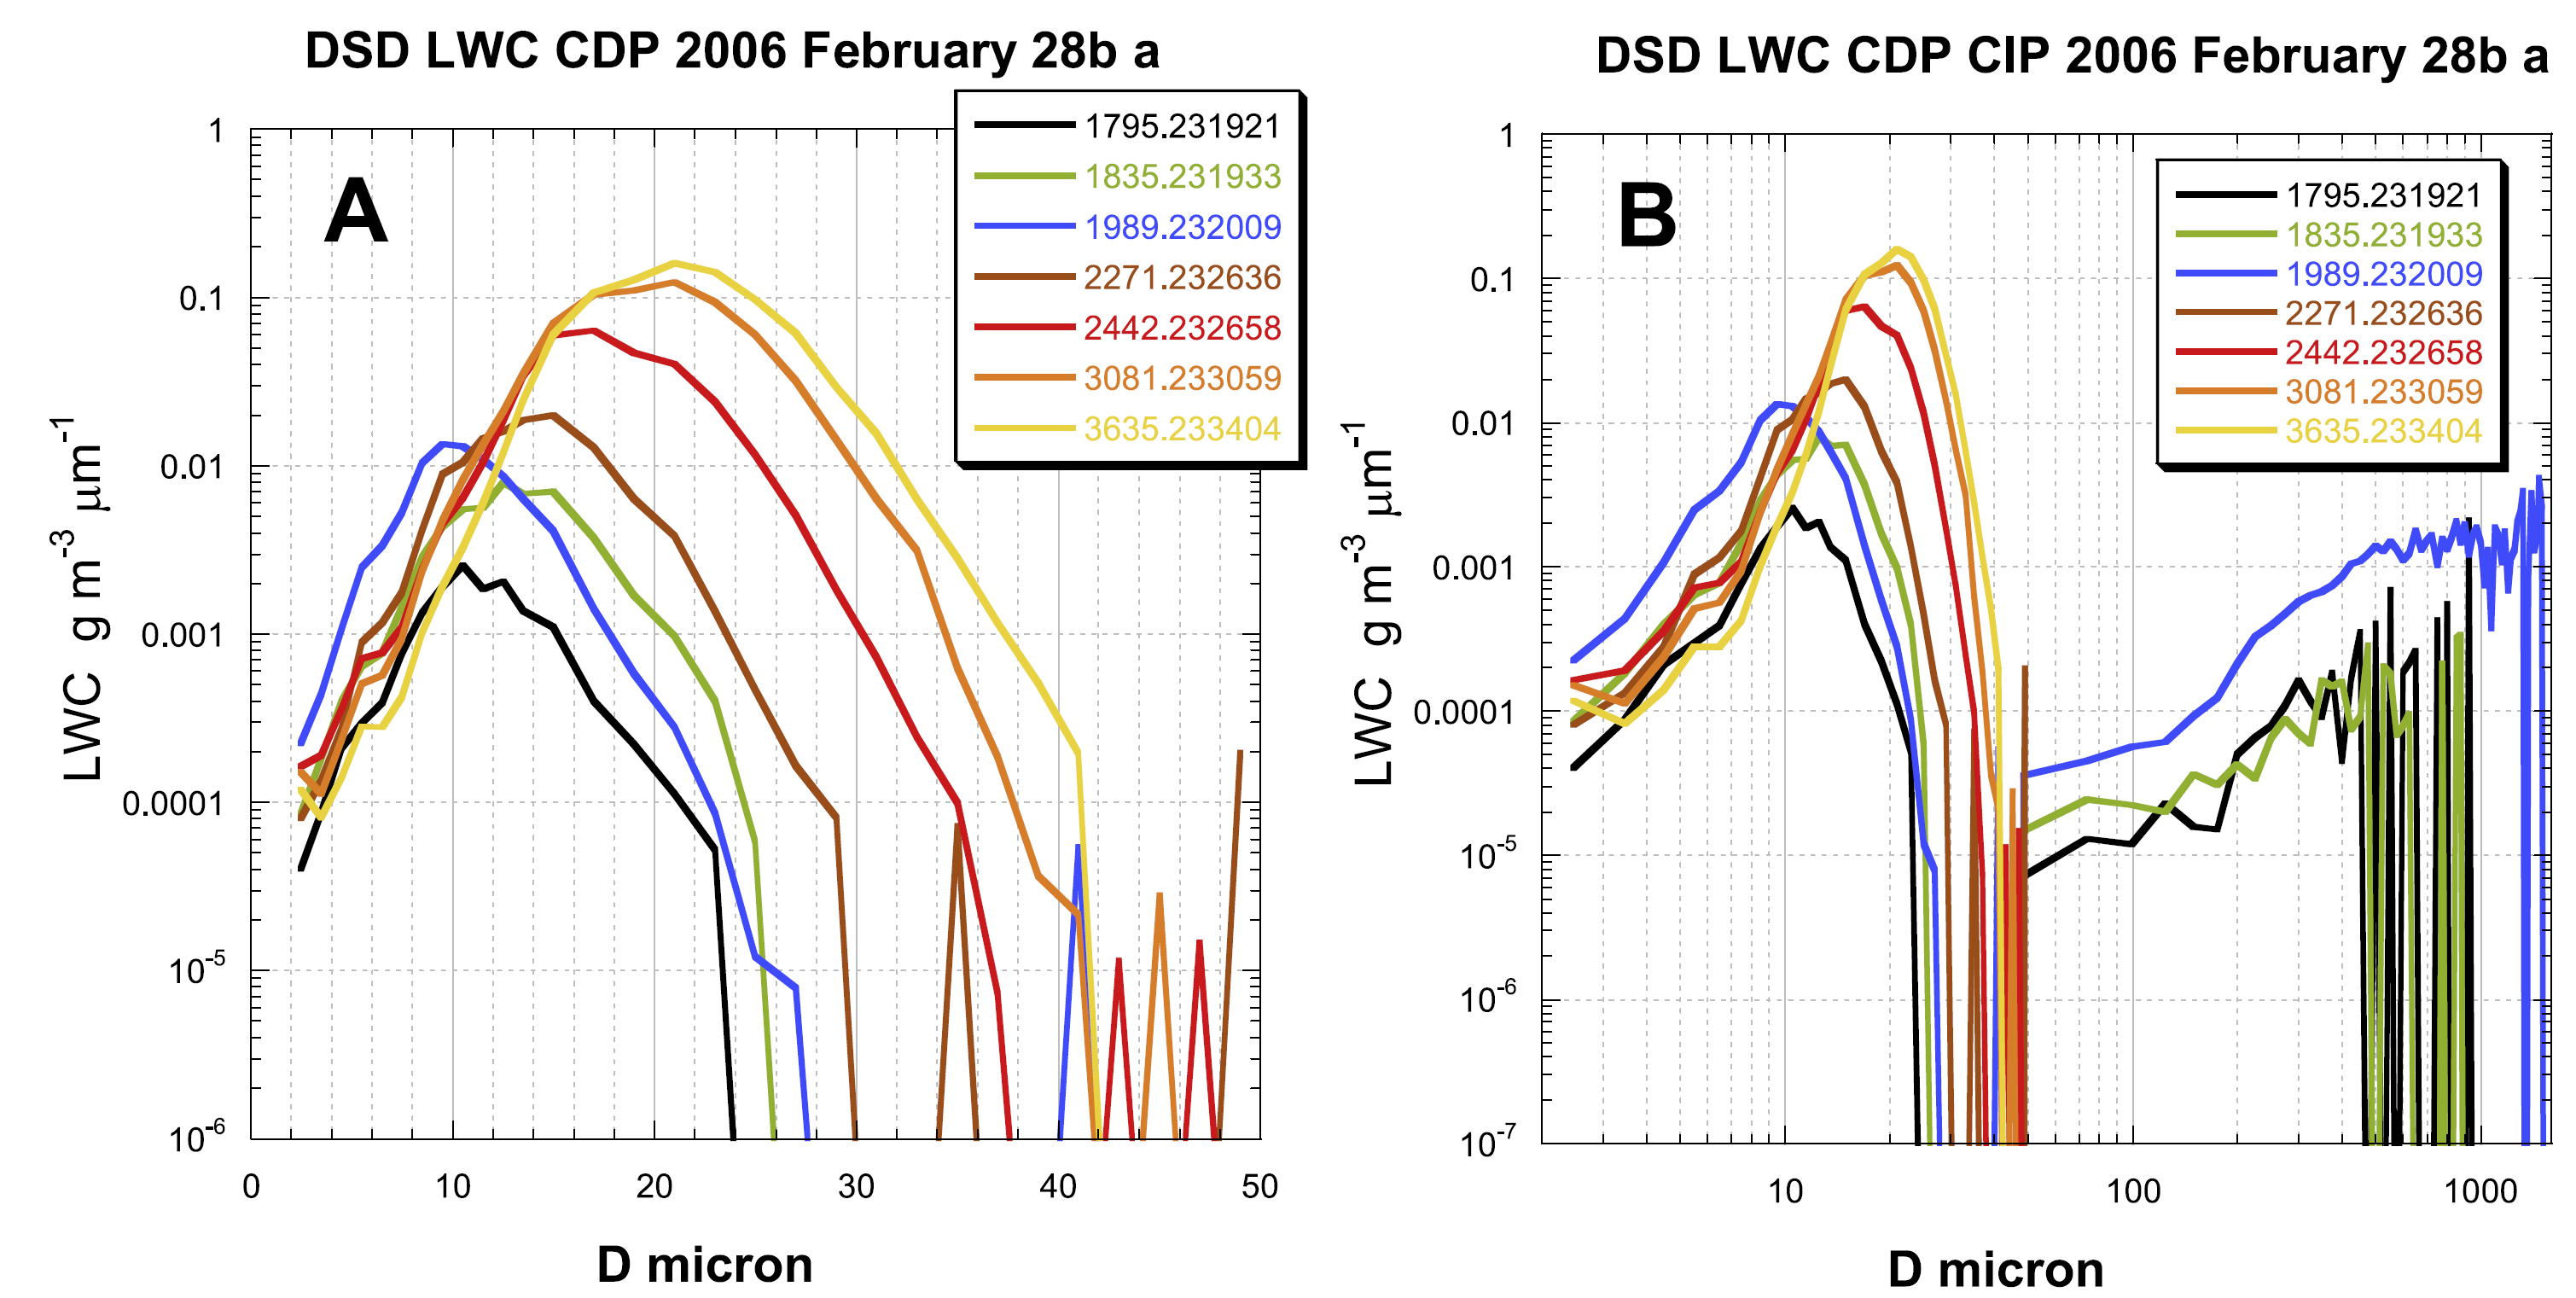 DSD LWC CDP 2006 February 28b a
A
1795.231921
1835.231933
1989.232009
2271.232636
2442.232658
3081.233059
3635.233404
LWC g m-3 μm-1
1
0.1
0.01
0.001
0.0001
10-5
10-6
0 10 20 30 40 50
D micron
DSD LWC CDP CIP 2006 February 28b a
B
1795.231921
1835.231933
1989.232009
2271.232636
2442.232658
3081.233059
3635.233404
LWC g m-3 μm-1
1
0.1
0.01
0.001
0.0001
10-5
10-6
10-7
10 100 1000
D micron